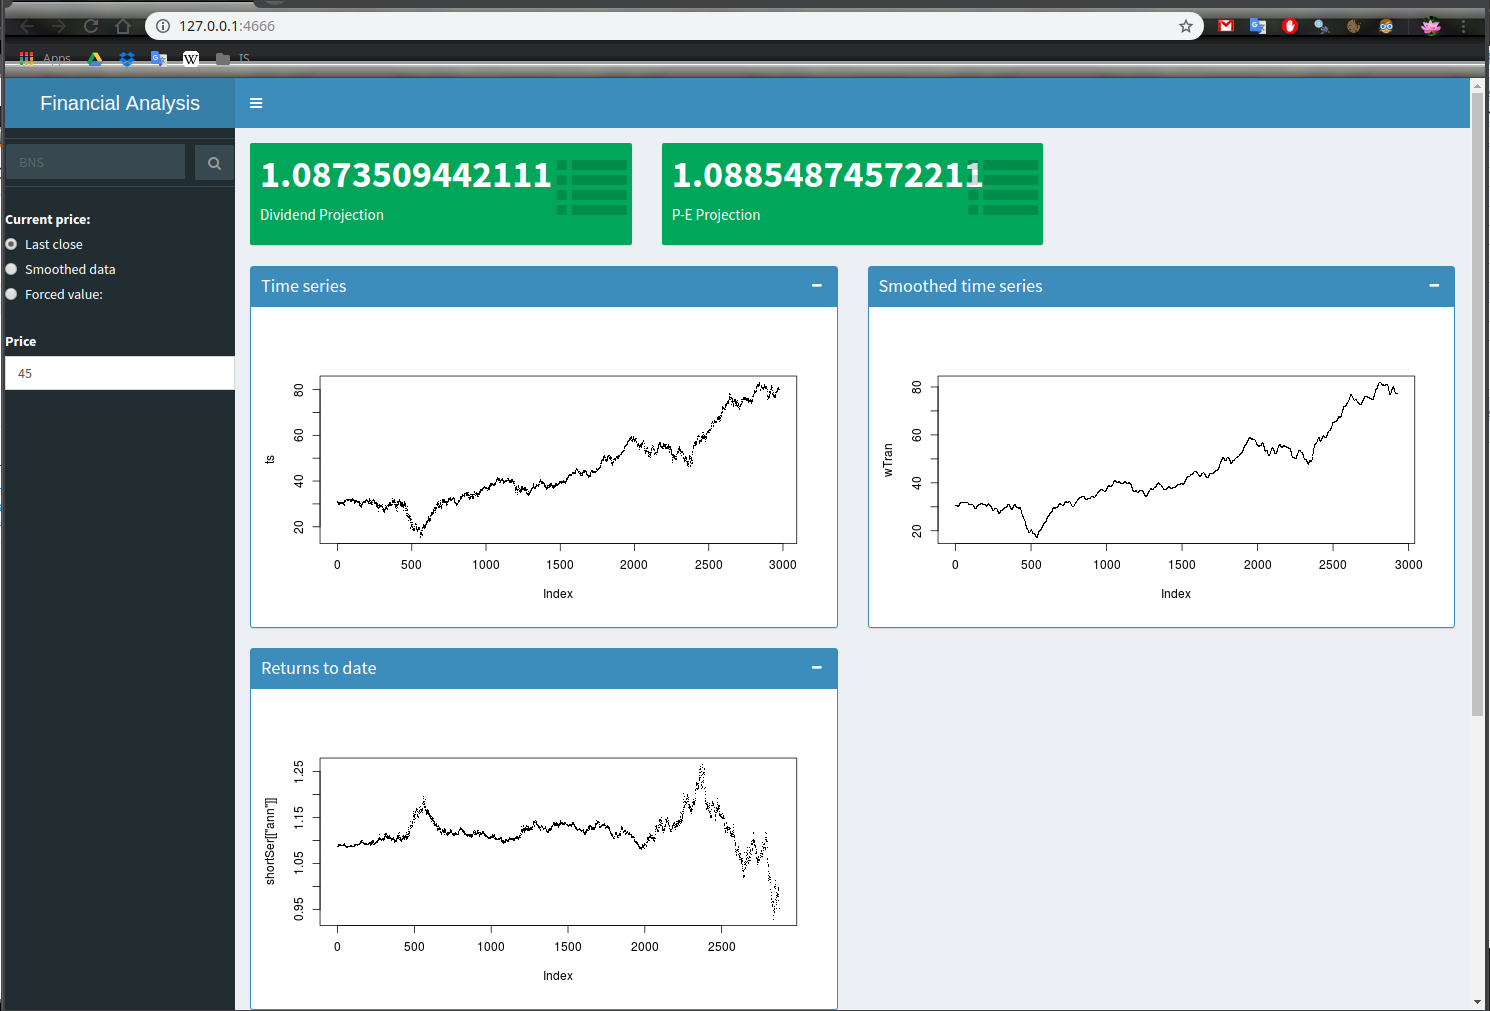 127.0.0.1:4666
Apps
W
IS
Financial Analysis
BNS
Current price:
Last close
Smoothed data
Forced value:
Price
45
1.0873509442111
Dividend Projection
1.08854874572211
P-E Projection
Time series
ts
80
60
40
20
0 500 1000 1500 2000 2500 3000
Index
Smoothed time series
wTran
80
60
40
20
0 500 1000 1500 2000 2500 3000
Index
Returns to date
shortSer[["ann"]]
1.25
1.15
1.05
0.95
0 500 1000 1500 2000 2500
Index